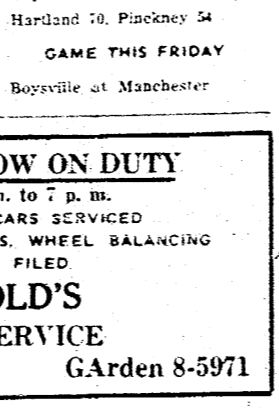 Hartland 70, Pinckney 54
GAME THIS FRIDAY
Boysville at Manchester
OW ON DUTY
m. to 7 p. m.
CARS SERVICED
S, WHEEL BALANCING
FILED
OLD'S
ERVICE
GArden 8-5971